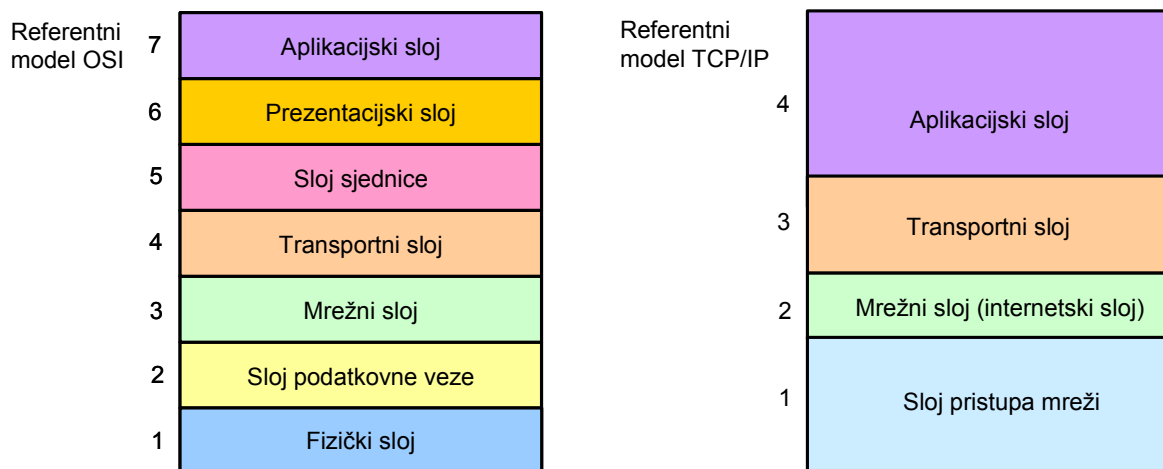 Referentni
model OSI
7
Aplikacijski sloj
6
Prezentacijski sloj
5
Sloj sjednice
4
Transportni sloj
3
Mrežni sloj
2
Sloj podatkovne veze
1
Fizički sloj
Referentni
model TCP/IP
4
Aplikacijski sloj
3
Transportni sloj
2
Mrežni sloj (internetski sloj)
1
Sloj pristupa mreži